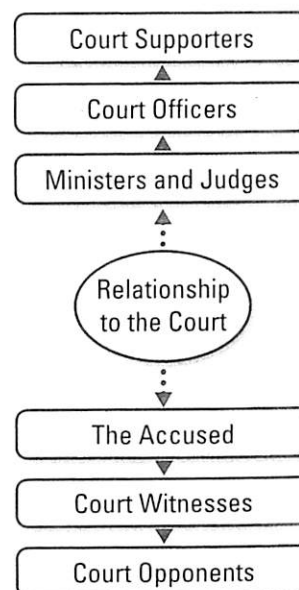 Court Supporters
Court Officers
Ministers and Judges
Relationship
to the Court
The Accused
Court Witnesses
Court Opponents